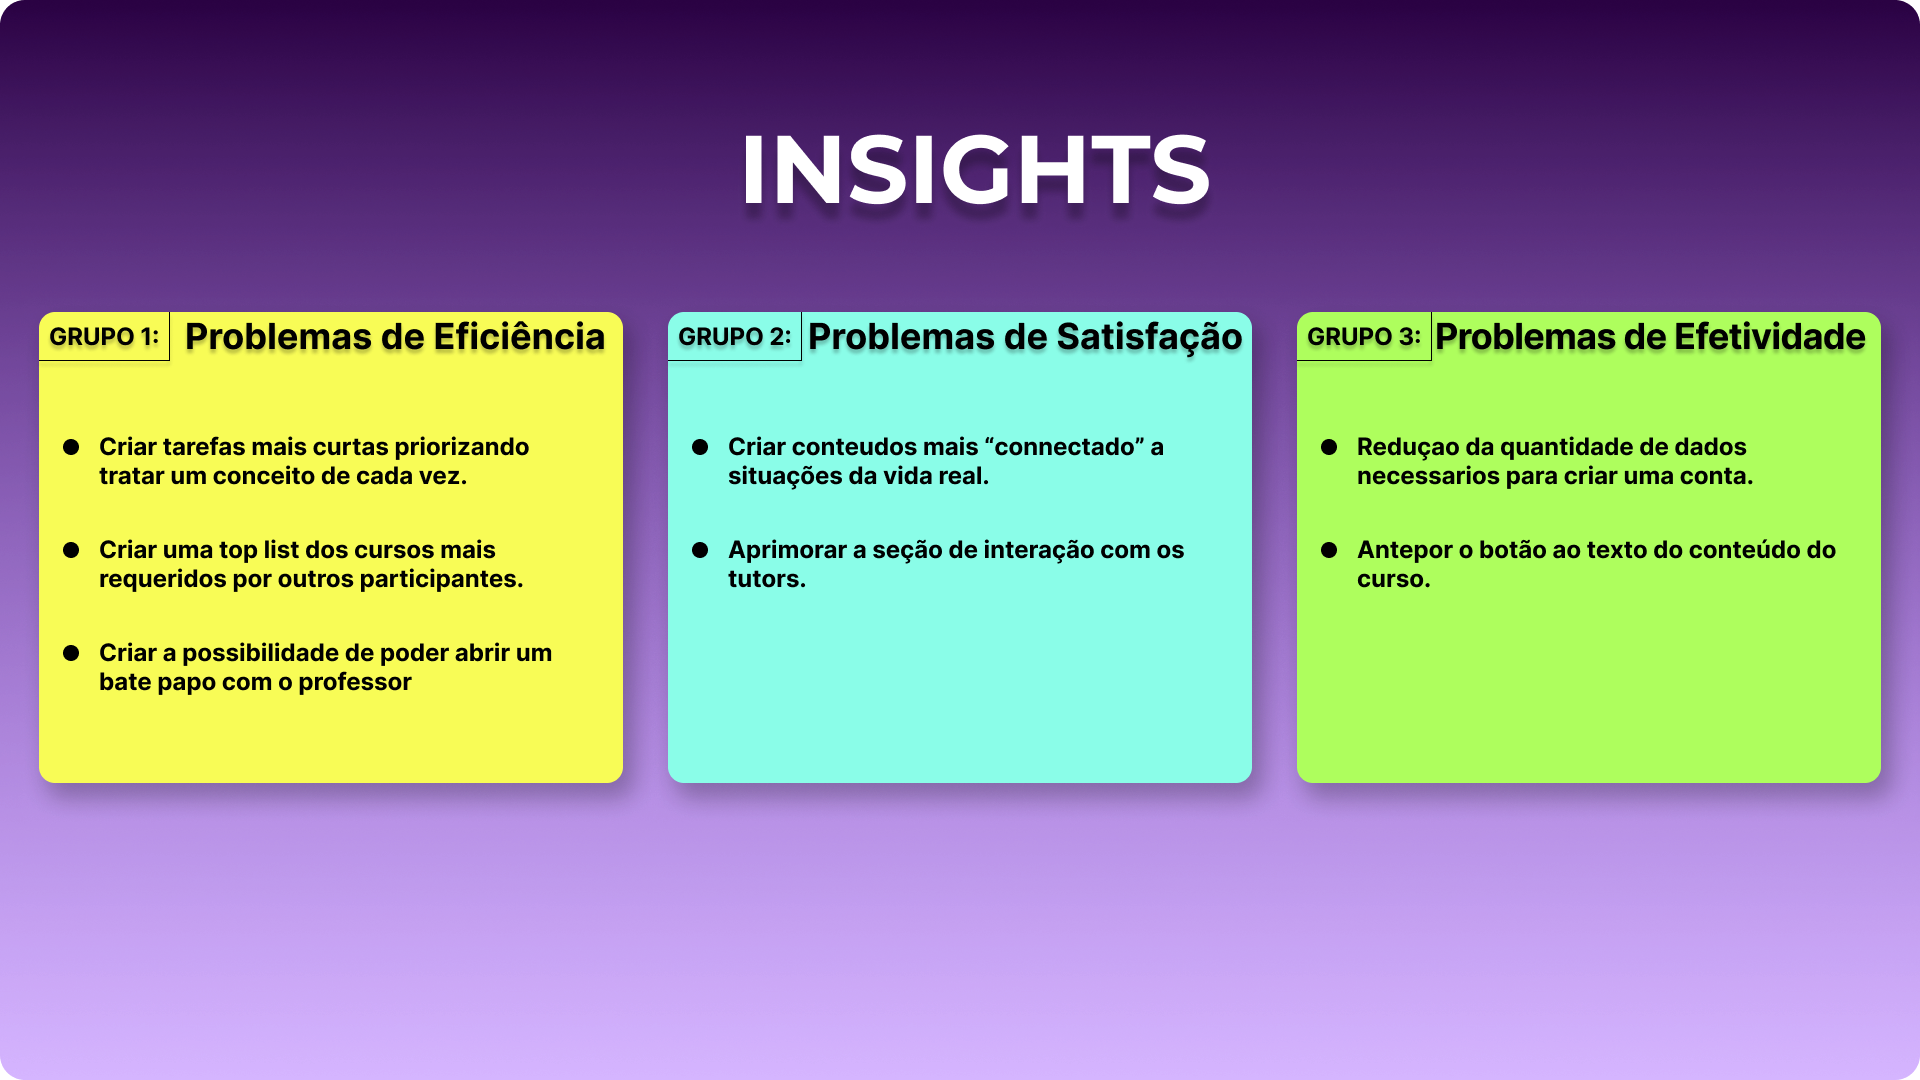 INSIGHTS
GRUPO 1: Problemas de Eficiência
Criar tarefas mais curtas priorizando
tratar um conceito de cada vez.
Criar uma top list dos cursos mais
requeridos por outros participantes.
Criar a possibilidade de poder abrir um
bate papo com o professor
GRUPO 2: Problemas de Satisfação
Criar conteudos mais “connectado” a
situações da vida real.
Aprimorar a seção de interação com os
tutors.
GRUPO 3: Problemas de Efetividade
Reduçao da quantidade de dados
necessarios para criar uma conta.
Antepor o botão ao texto do conteúdo do
curso.